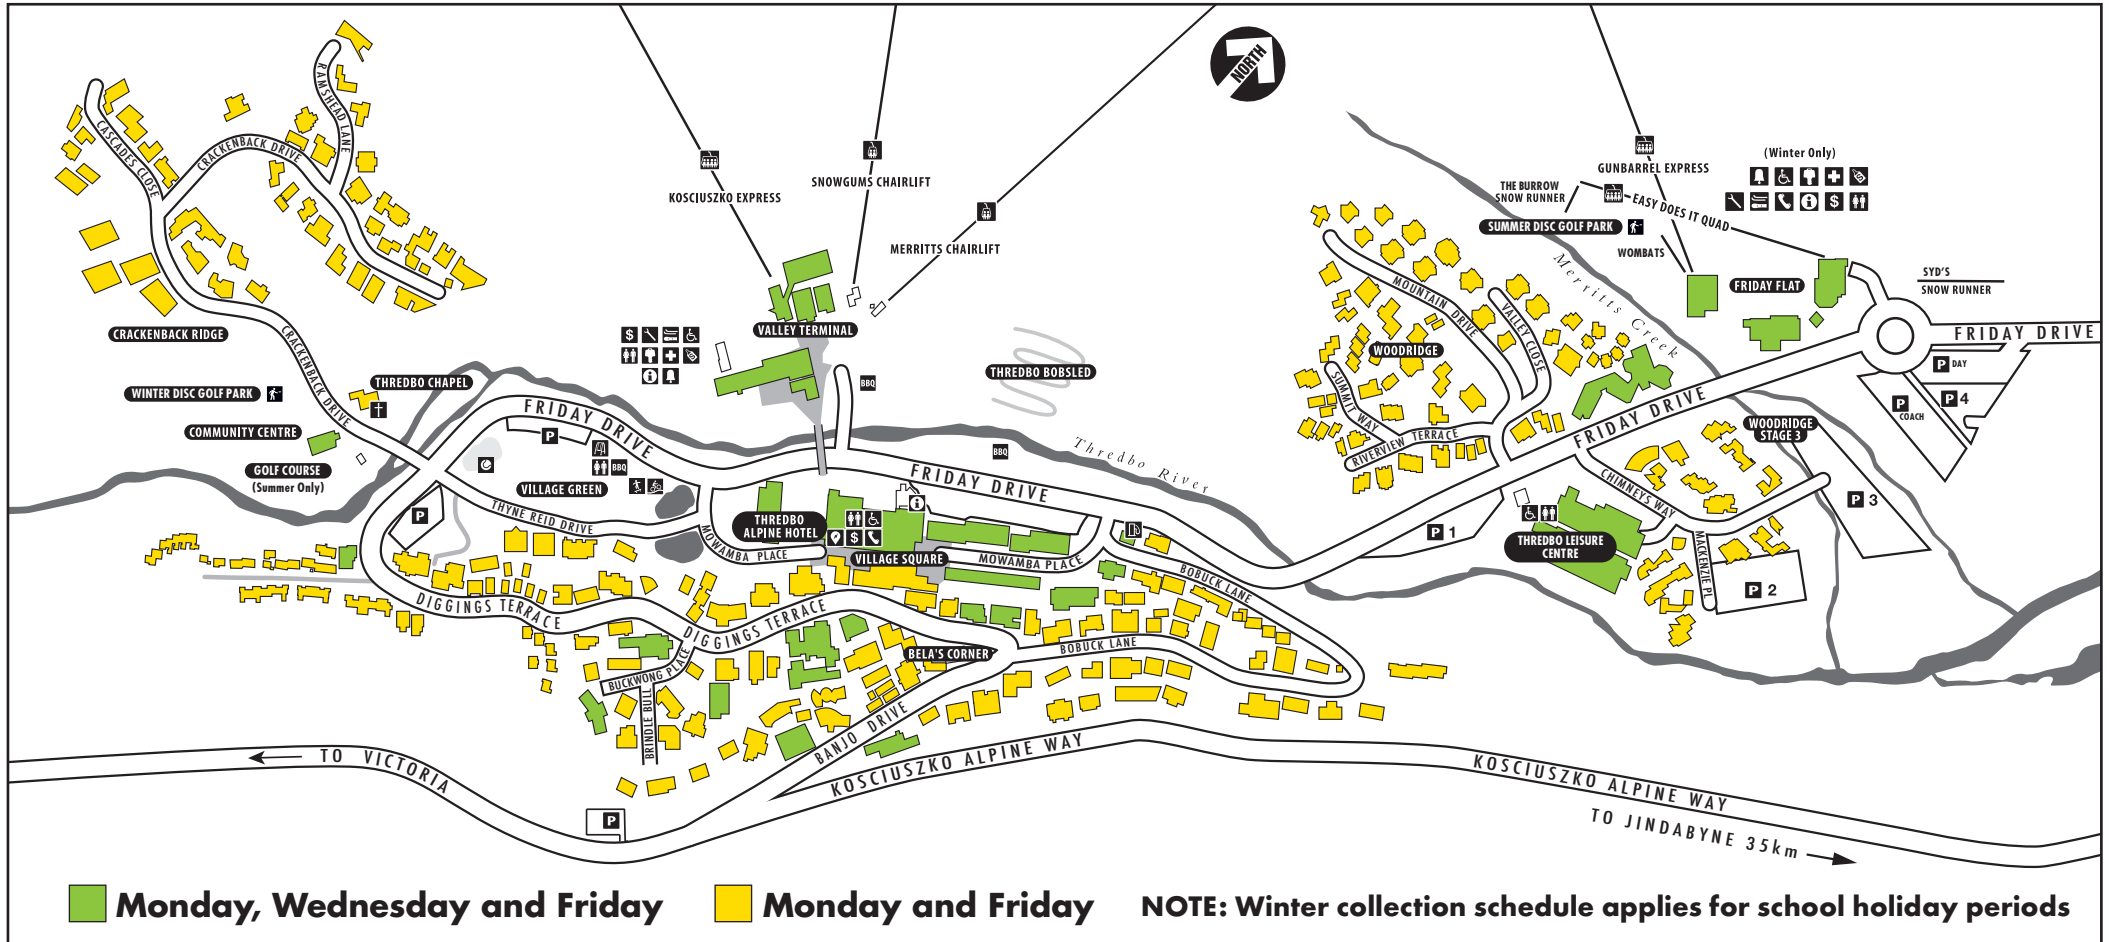 NORTH
RAMSHEAD LANE
CASCADES CLOSE
CRACKENBACK DRIVE
KOSCIUSZKO EXPRESS
SNOWGUMS CHAIRLIFT
MERRITTS CHAIRLIFT
(Winter Only)
GUNBARREL EXPRESS
THE BURROW
SNOW RUNNER
EASY DOES IT QUAD
SUMMER DISC GOLF PARK
WOMBATS
Merritts Creek
FRIDAY FLAT
SYD'S
SNOW RUNNER
FRIDAY DRIVE
CRACKENBACK RIDGE
CRACKENBACK DRIVE
VALLEY TERMINAL
MOUNTAIN DRIVE
VALLEY CLOSE
WOODRIDGE
SUMMIT WAY
RIVERVIEW TERRACE
P DAY
P 4
P
COACH
THREDBO CHAPEL
WINTER DISC GOLF PARK
COMMUNITY CENTRE
GOLF COURSE
(Summer Only)
THREDBO BOBSLED
BBQ
FRIDAY DRIVE
P
BBQ
VILLAGE GREEN
THYNE REID DRIVE
P
BBQ
Thredbo River
FRIDAY DRIVE
FRIDAY DRIVE
WOODRIDGE
STAGE 3
CHIMNEYS WAY
P 3
P 1
THREDBO LEISURE
CENTRE
MACKENZIE PL
P 2
THREDBO
ALPINE HOTEL
MOWAMBA PLACE
VILLAGE SQUARE
MOWAMBA PLACE
BOBUCK LANE
DIGGINGS TERRACE
DIGGINGS TERRACE
BUCKWONG PLACE
BRINDLE BULL
BELA'S CORNER
BOBUCK LANE
BANJO DRIVE
TO VICTORIA
P
KOSCIUSZKO ALPINE WAY
KOSCIUSZKO ALPINE WAY
TO JINDABYNE 35km
Monday, Wednesday and Friday
Monday and Friday
NOTE: Winter collection schedule applies for school holiday periods